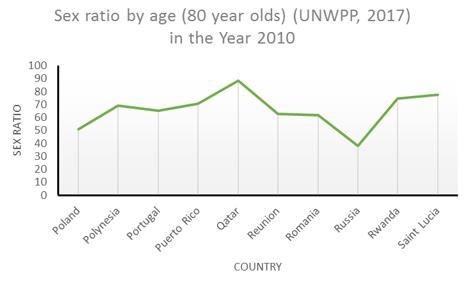 Sex ratio by age (80 year olds) (UNWPP, 2017)
in the Year 2010
SEX RATIO
100
90
80
70
60
50
40
30
20
10
0
Poland
Polynesia
Portugal
Puerto Rico
Qatar
Reunion
Romania
Russia
Rwanda
Saint Lucia
COUNTRY